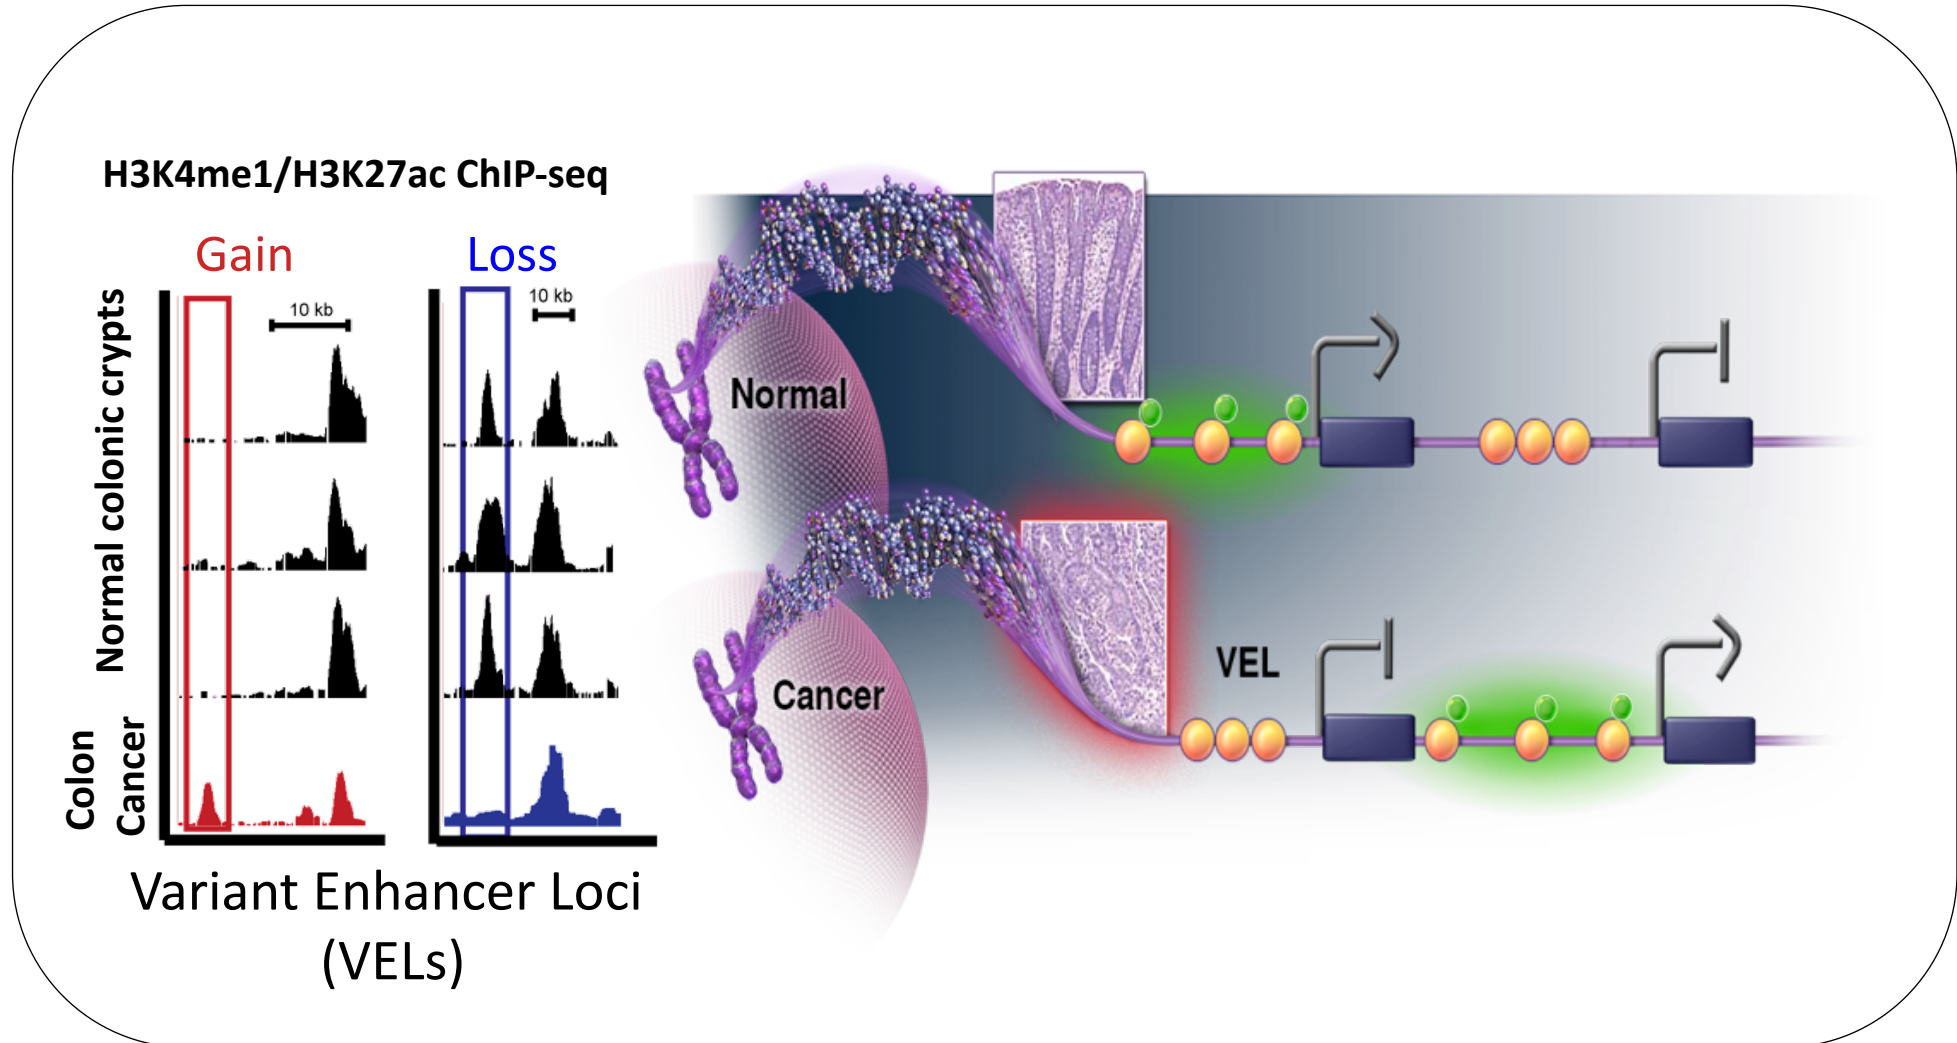 H3K4me1/H3K27ac ChIP-seq
Gain
Loss
10 kb
10 kb
Normal colonic crypts
Colon
Cancer
Variant Enhancer Loci
(VELs)
Normal
Cancer
VEL